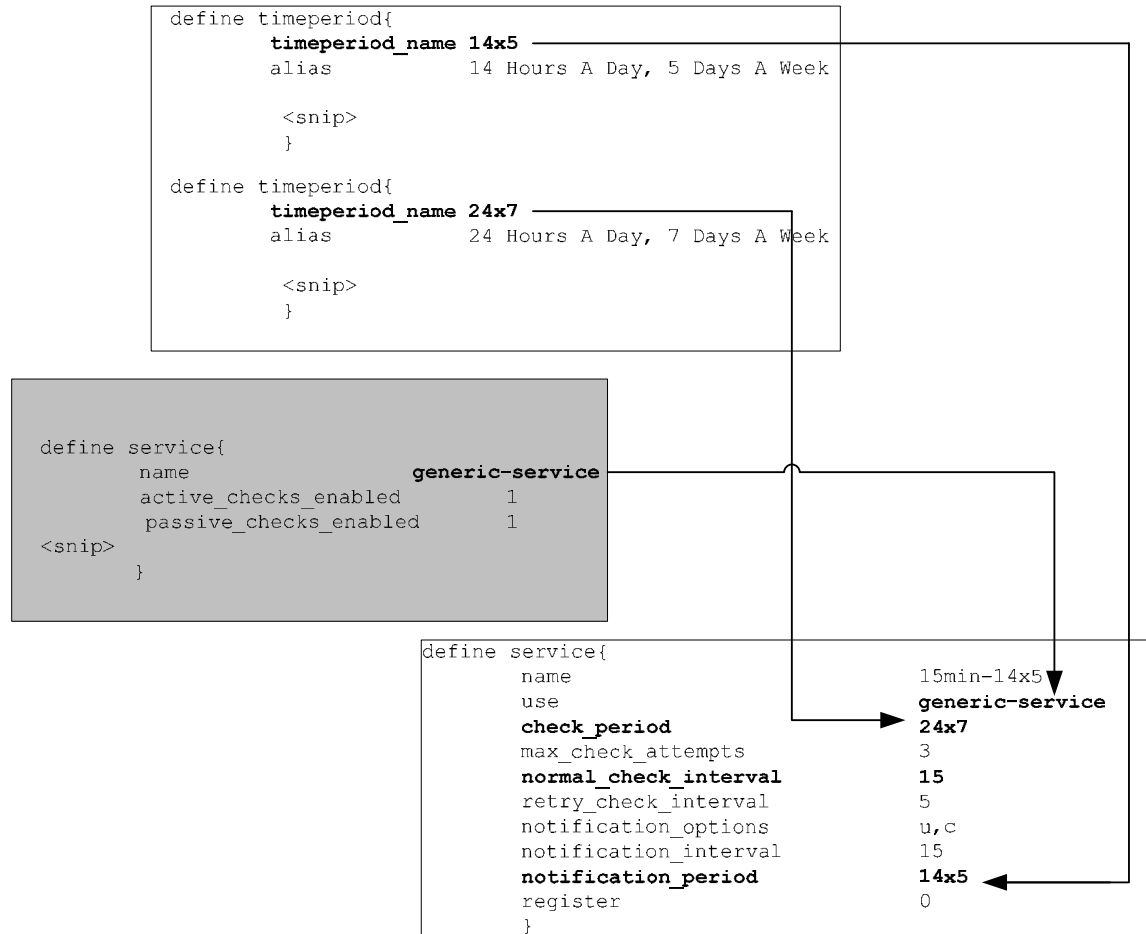 define timeperiod{
timeperiod_name 14x5
alias 14 Hours A Day, 5 Days A Week
<snip>
}
define timeperiod{
timeperiod_name 24x7
alias 24 Hours A Day, 7 Days A Week
<snip>
}
define service{
name generic-service
active_checks_enabled 1
passive_checks_enabled 1
<snip>
}
define service{
name 15min-14x5
use generic-service
check_period 24x7
max_check_attempts 3
normal_check_interval 15
retry_check_interval 5
notification_options u,c
notification_interval 15
notification_period 14x5
register 0
}